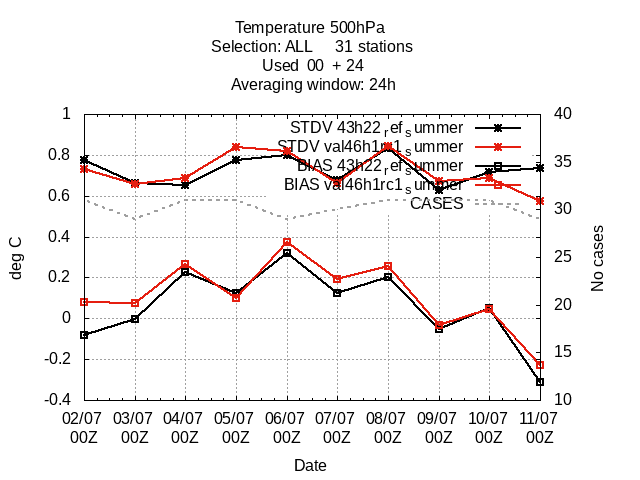 Temperature 500hPa
Selection: ALL     31 stations
Used  00  + 24
Averaging window: 24h
STDV 43h22_ref_summer
STDV val46h1rc1_summer
BIAS 43h22_ref_summer
BIAS val46h1rc1_summer
CASES
deg C
1
0.8
0.6
0.4
0.2
0
-0.2
-0.4
No cases
40
35
30
25
20
15
10
02/07 03/07 04/07 05/07 06/07 07/07 08/07 09/07 10/07 11/07
00Z 00Z 00Z 00Z 00Z 00Z 00Z 00Z 00Z 00Z
Date